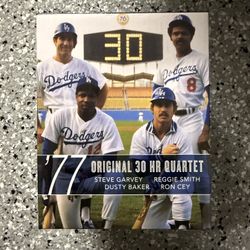 76
30
Dodgers
Dodgers
8
Dodgers
Dodgers
'77
ORIGINAL 30 HR QUARTET
STEVE GARVEY REGGIE SMITH
DUSTY BAKER RON CEY